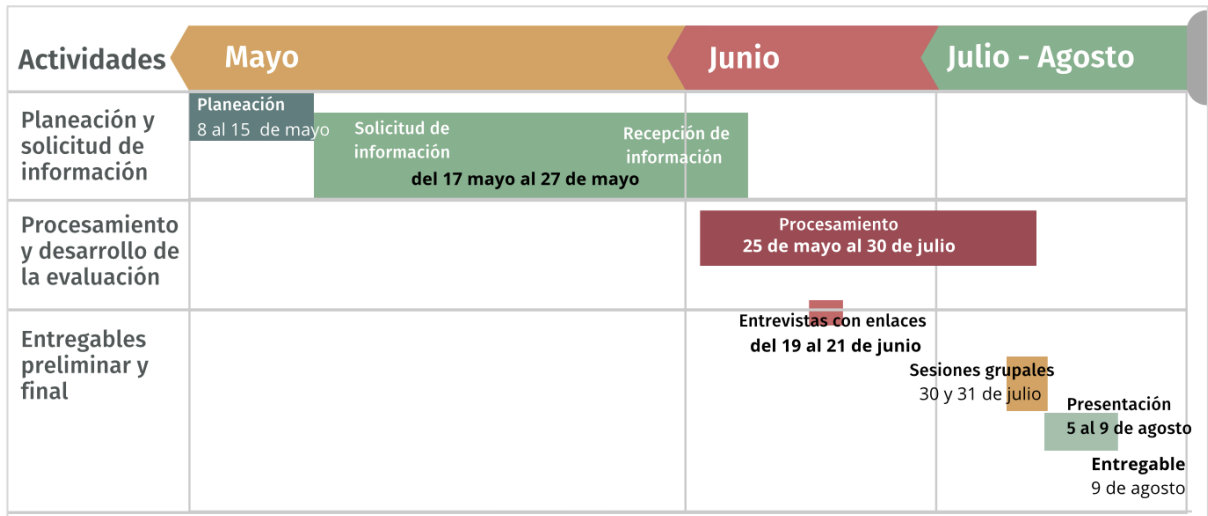 Actividades
Mayo
Junio
Julio - Agosto
Planeación y
solicitud de
información
Planeación
8 al 15 de mayo
Solicitud de
información
Recepción de
información
del 17 mayo al 27 de mayo
Procesamiento
y desarrollo de
la evaluación
Procesamiento
25 de mayo al 30 de julio
Entregables
preliminar y
final
Entrevistas con enlaces
del 19 al 21 de junio
Sesiones grupales
30 y 31 de julio
Presentación
5 al 9 de agosto
Entregable
9 de agosto